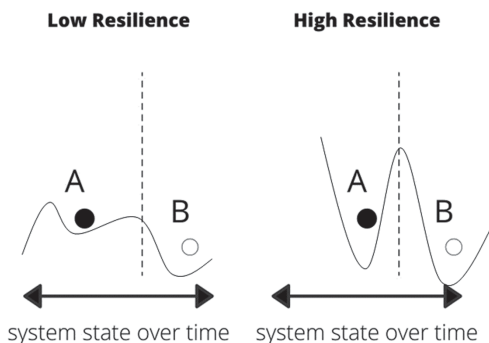 Low Resilience
High Resilience
A
B
A
B
system state over time
system state over time